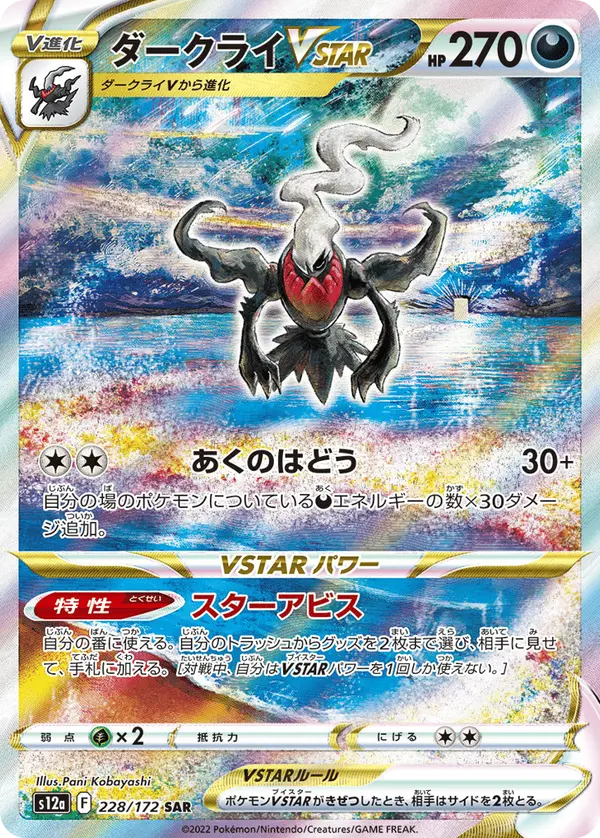 V進化
ダークライVSTAR
HP 270
ダークライVから進化
あくのはどう 30+
自分の場のポケモンについている エネルギーの数×30ダメー
ジ追加。
VSTARパワー
特性 とくせい スターアビス
自分の番に使える。自分のトラッシュからグッズを2枚まで選び、相手に見せ
て、手札に加える。[対戦中、自分はVSTARパワーを1回しか使えない。]
弱点 ×2 抵抗力 にげる
Illus.Pani Kobayashi
VSTARルール
s12a F 228/172 SAR
ポケモンVSTARがきぜつしたとき、相手はサイドを2枚とる。
©2022 Pokémon/Nintendo/Creatures/GAME FREAK.